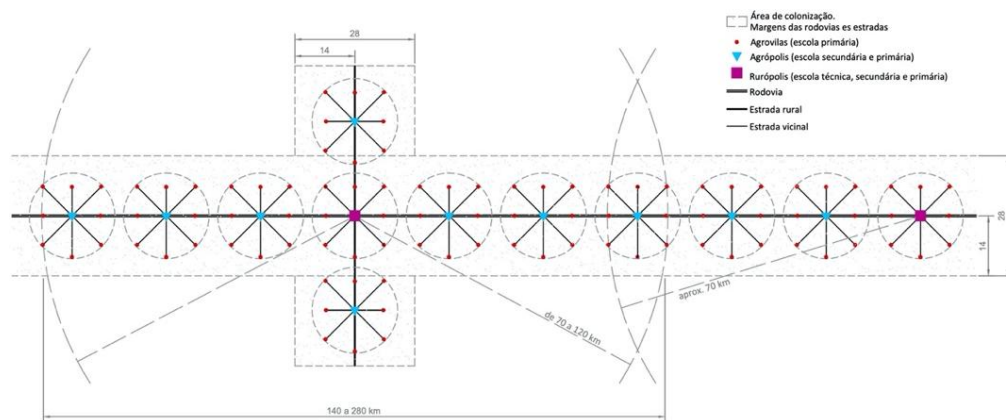 Área de colonização.
Margens das rodovias es estradas
Agrovilas (escola primária)
Agrópolis (escola secundária e primária)
Rurópolis (escola técnica, secundária e primária)
Rodovia
Estrada rural
Estrada vicinal
28
14
28
14
aprox. 70 km
de 70 a 120 km
140 a 280 km